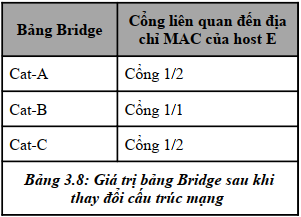 Bảng Bridge
Cổng liên quan đến địa
chỉ MAC của host E
Cat-A
Cổng 1/2
Cat-B
Cổng 1/1
Cat-C
Cổng 1/2
Bảng 3.8: Giá trị bảng Bridge sau khi
thay đổi cấu trúc mạng